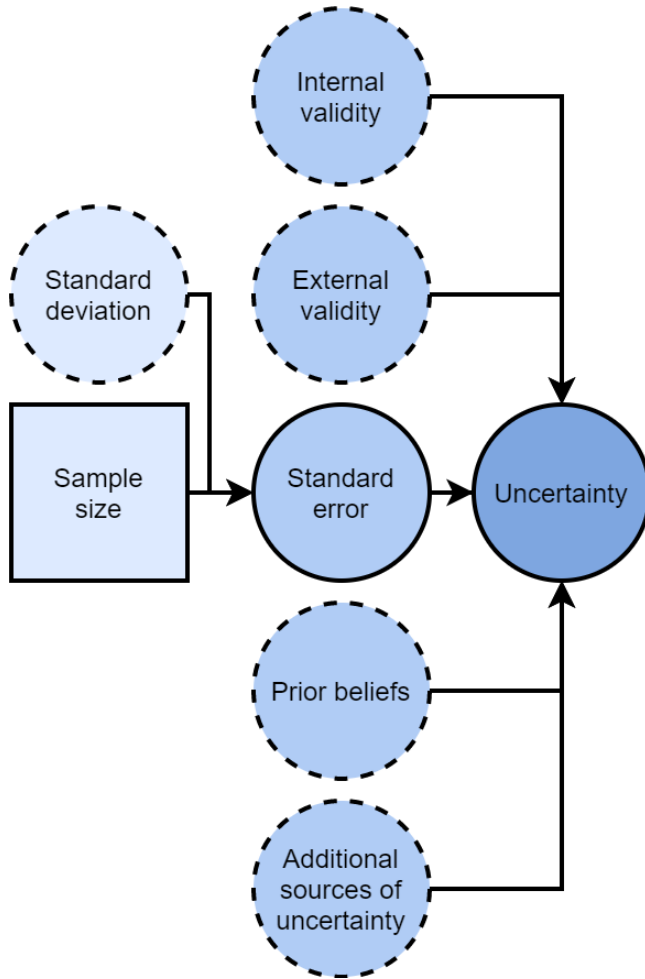 Internal
validity
Standard
deviation
External
validity
Sample
size
Standard
error
Uncertainty
Prior beliefs
Additional
sources of
uncertainty